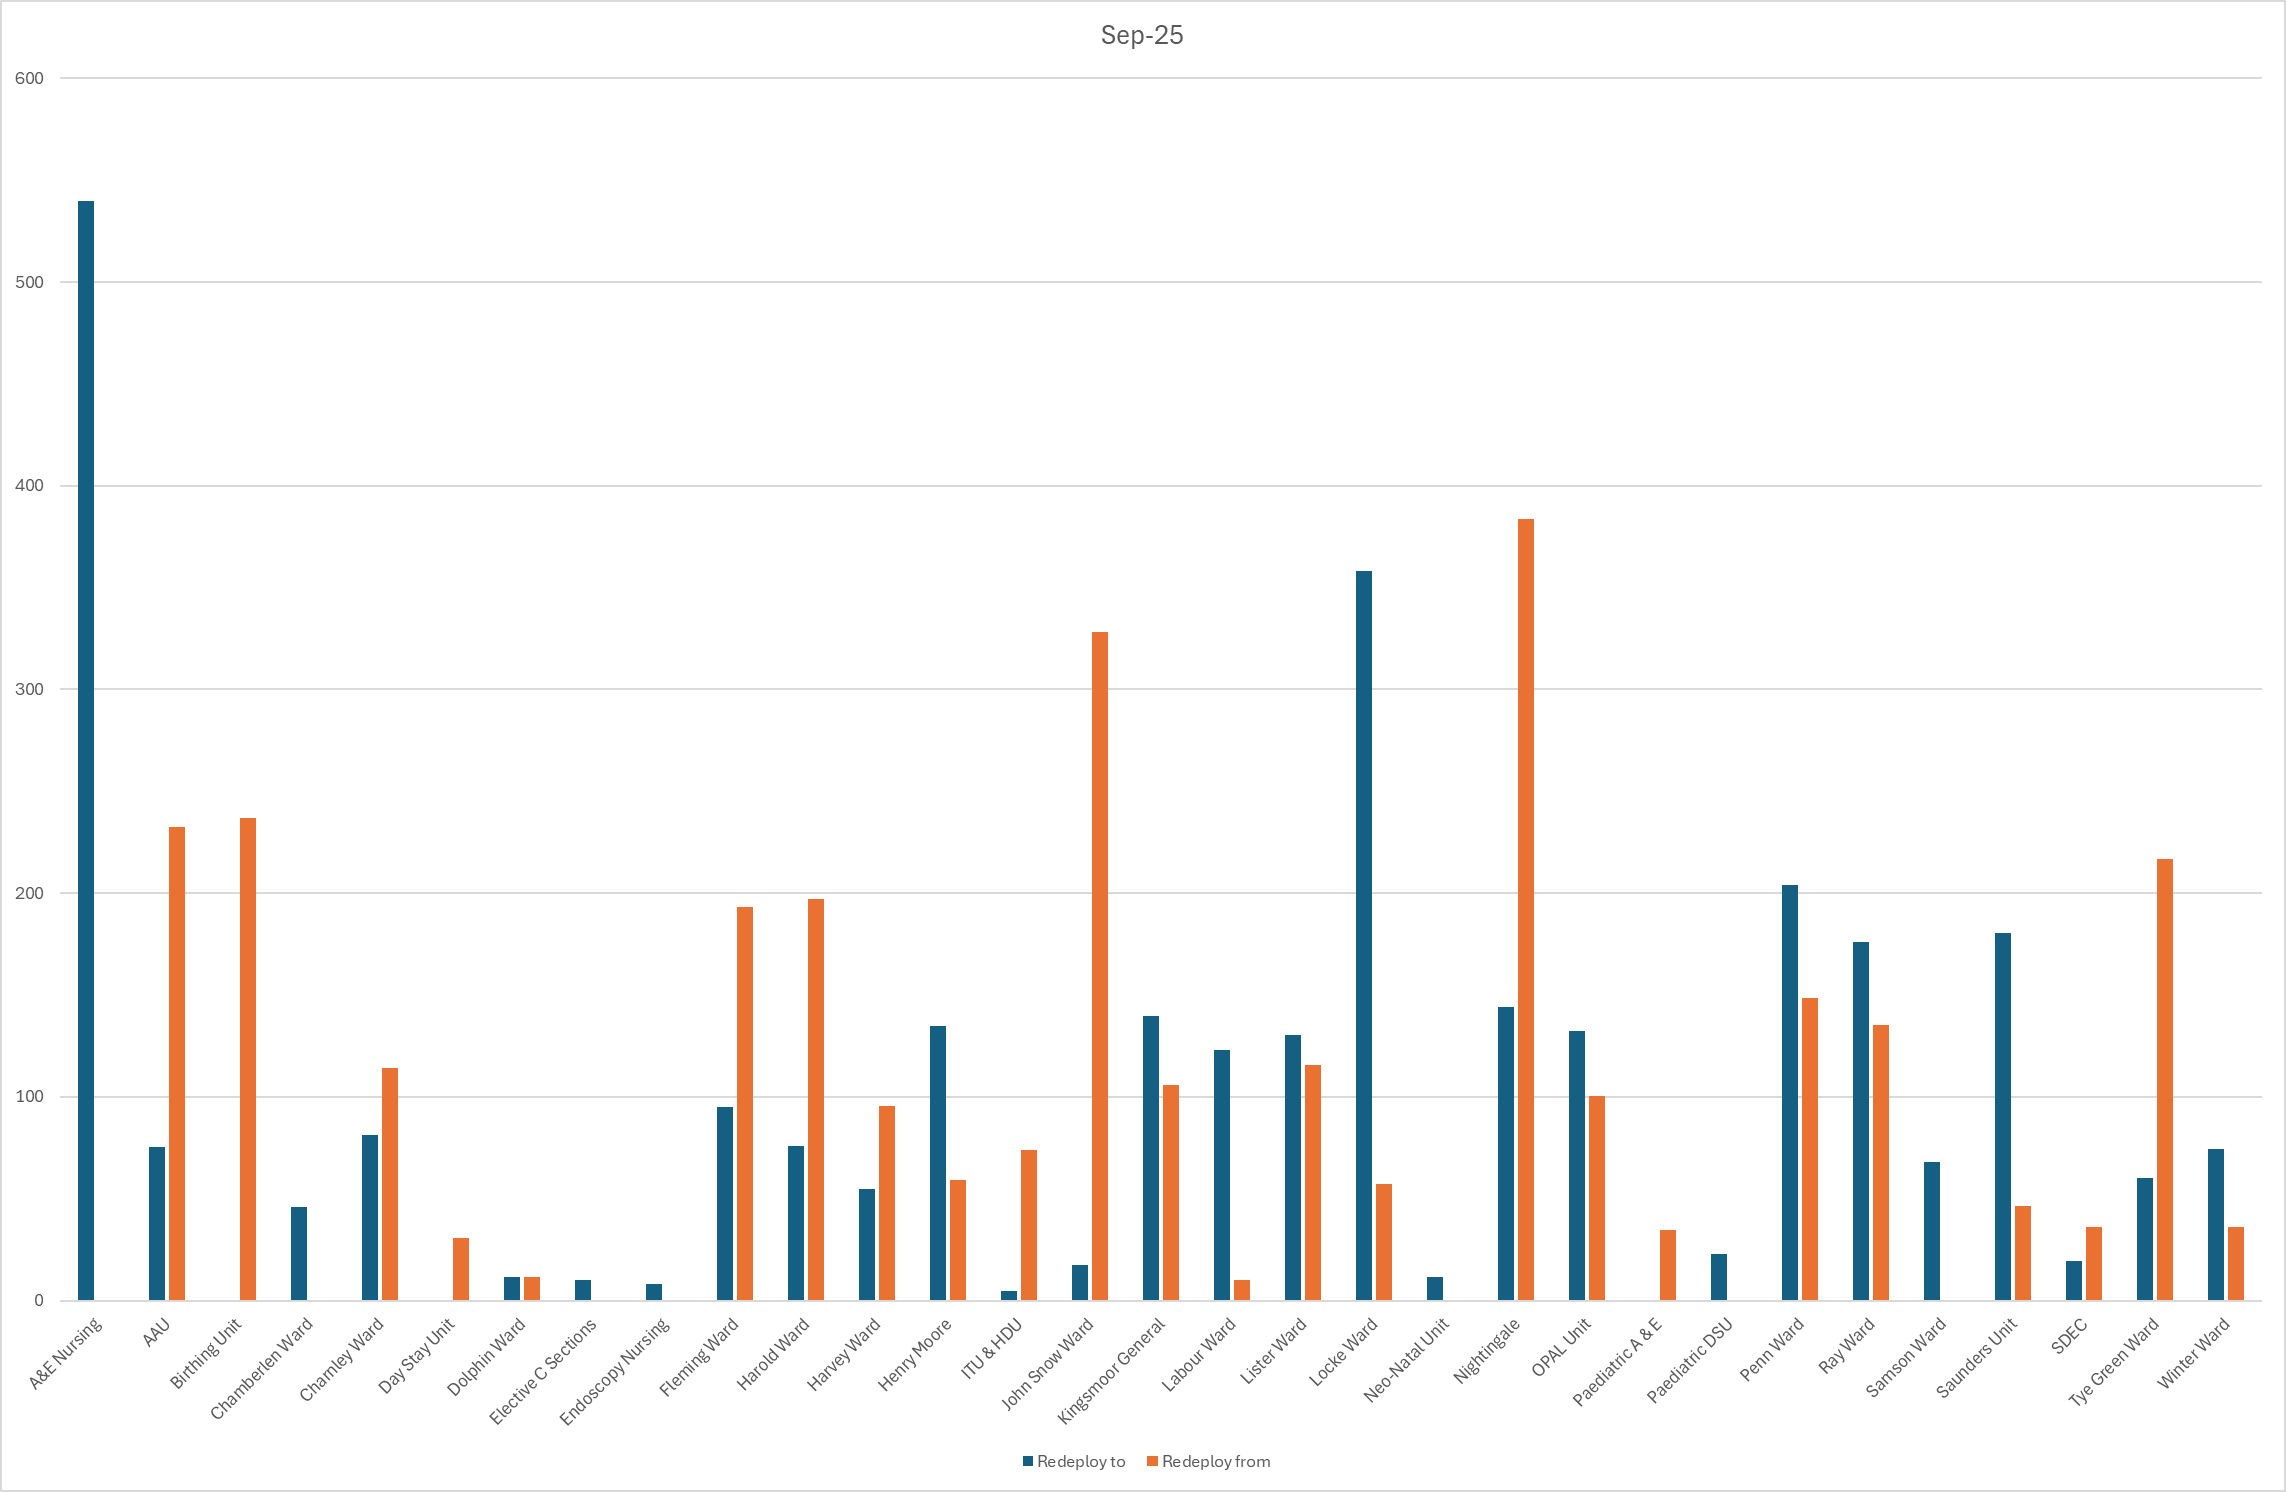 Sep-25
600
500
400
300
200
100
0
A&E Nursing
AAU
Birthing Unit
Chamberlen Ward
Charnley Ward
Day Stay Unit
Dolphin Ward
Elective C Sections
Endoscopy Nursing
Fleming Ward
Harold Ward
Harvey Ward
Henry Moore
ITU & HDU
John Snow Ward
Kingsmoor General
Labour Ward
Lister Ward
Locke Ward
Neo-Natal Unit
Nightingale
OPAL Unit
Paediatric A & E
Paediatric DSU
Penn Ward
Ray Ward
Samson Ward
Saunders Unit
SDEC
Tye Green Ward
Winter Ward
Redeploy to
Redeploy from